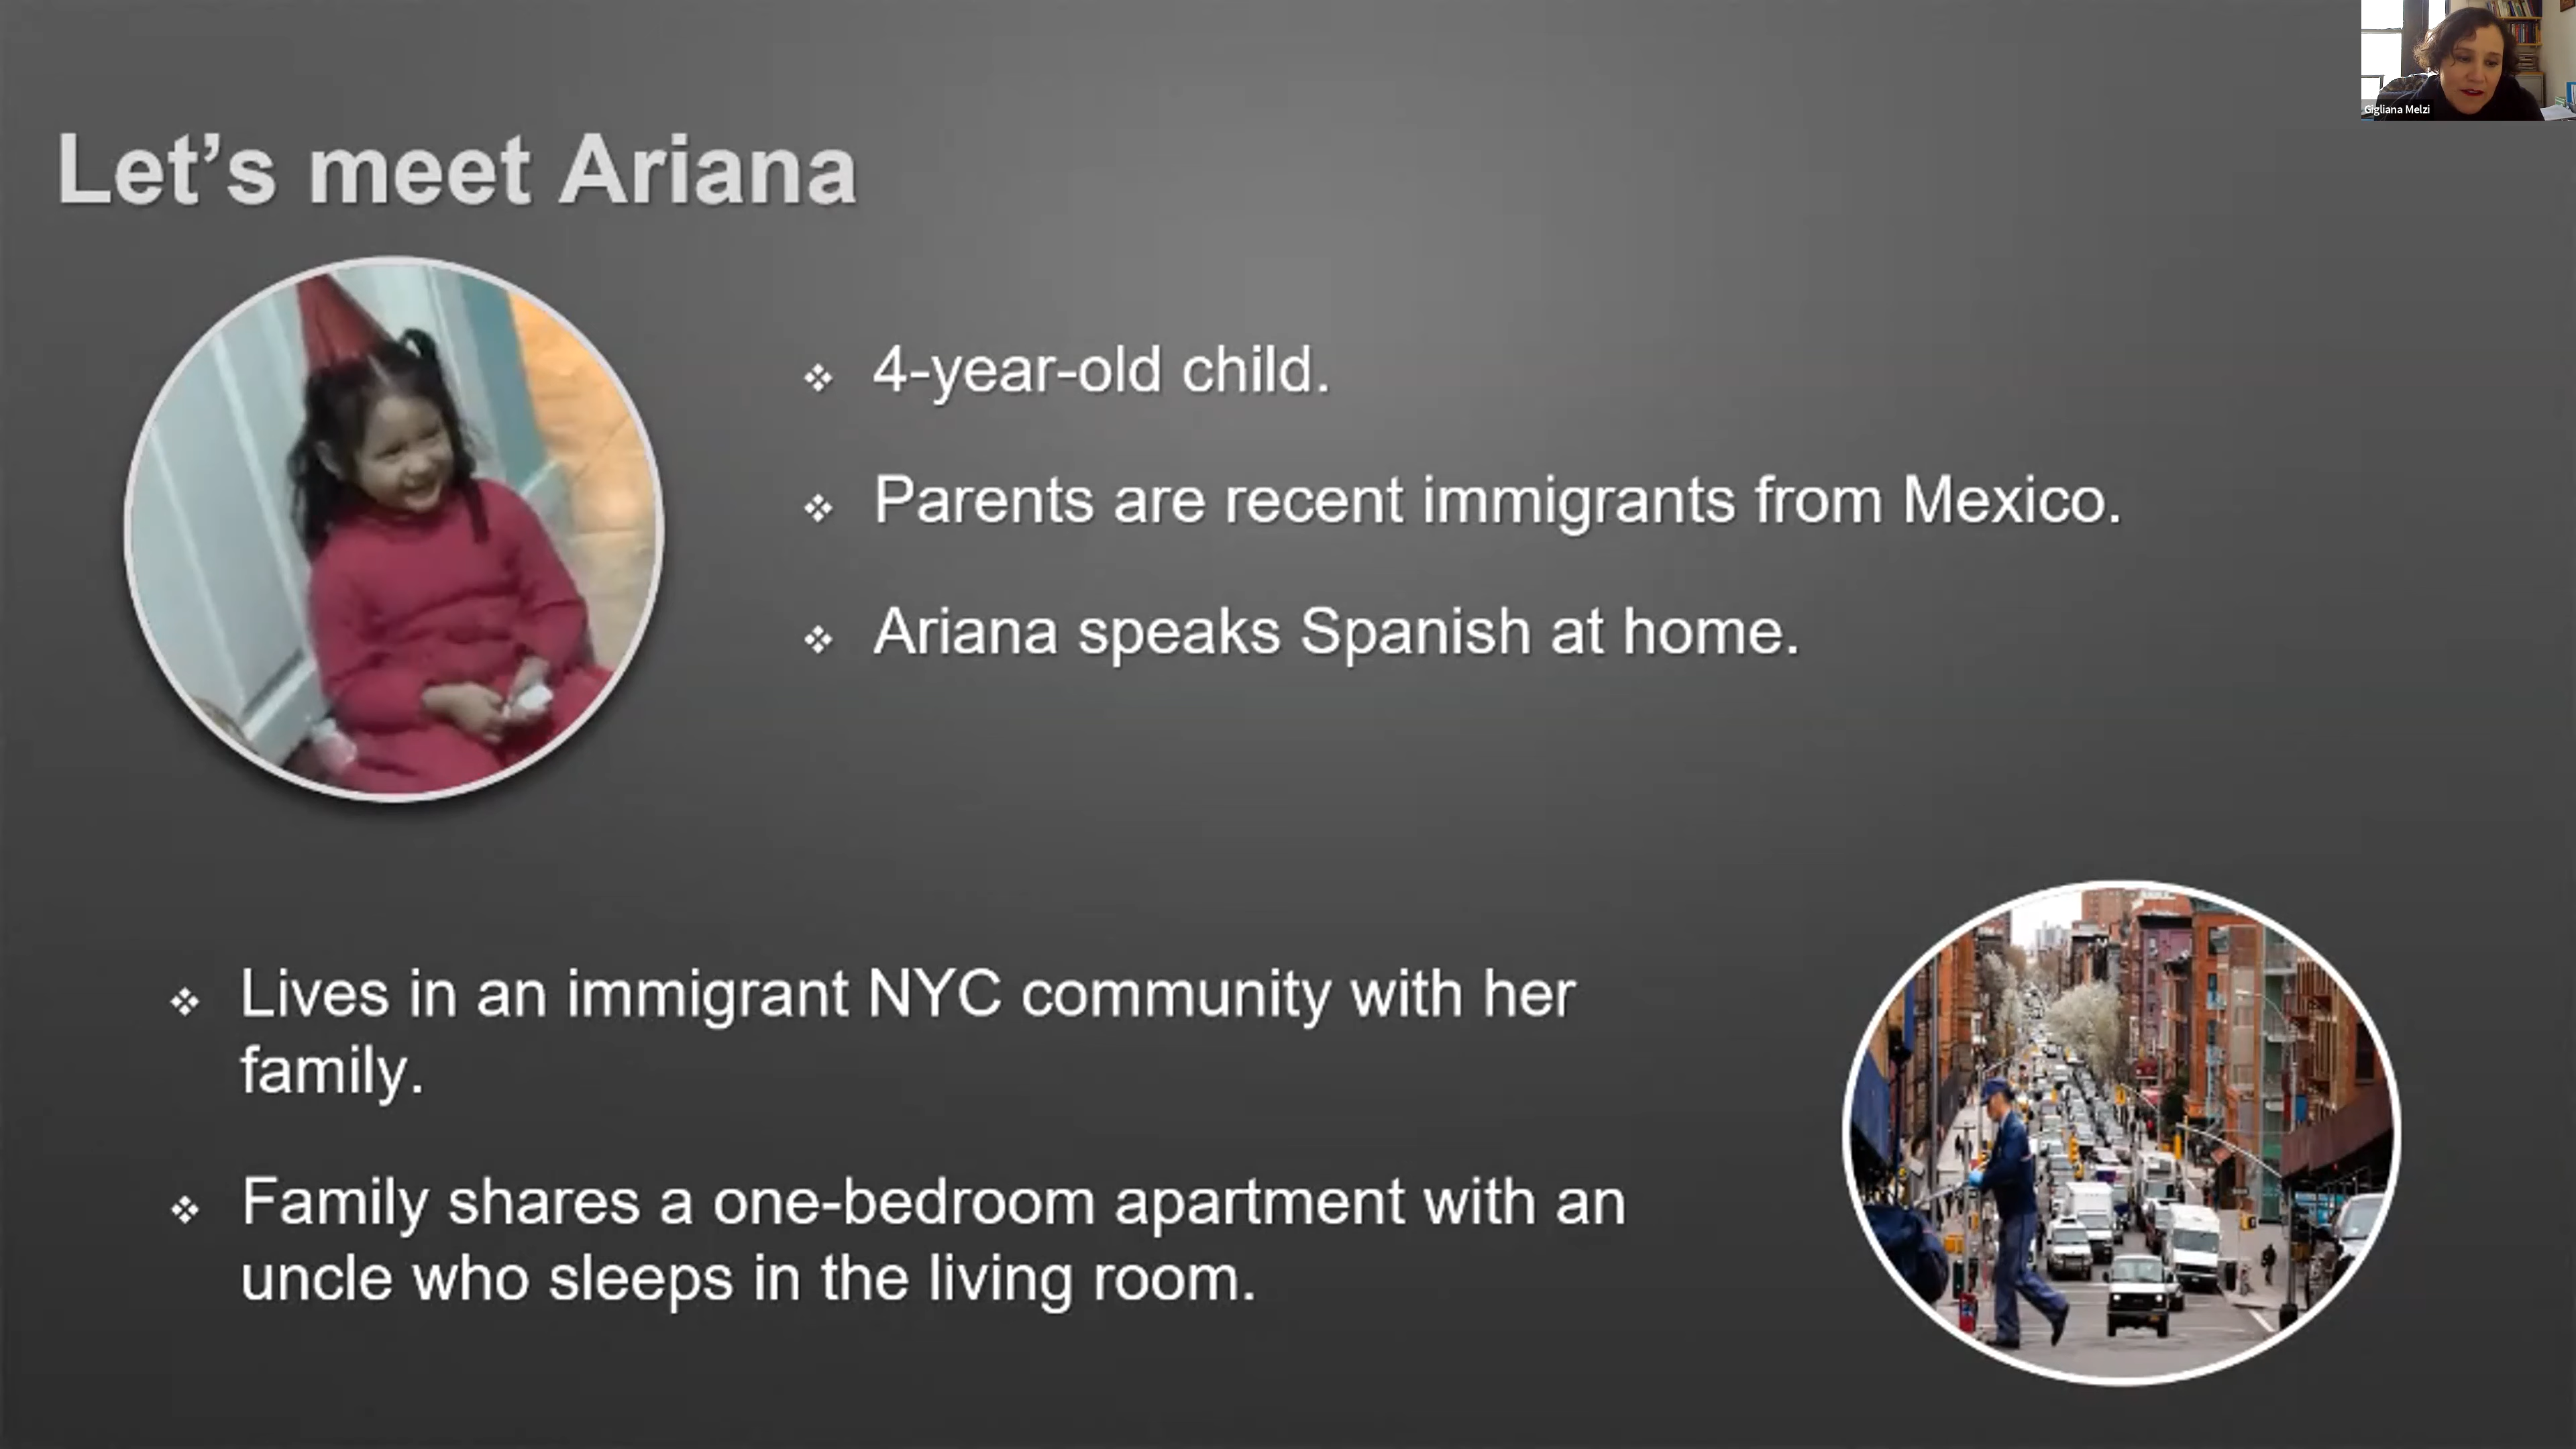 Gigliana Melzi
Let’s meet Ariana
❖ 4-year-old child.
❖ Parents are recent immigrants from Mexico.
❖ Ariana speaks Spanish at home.
❖ Lives in an immigrant NYC community with her
family.
❖ Family shares a one-bedroom apartment with an
uncle who sleeps in the living room.